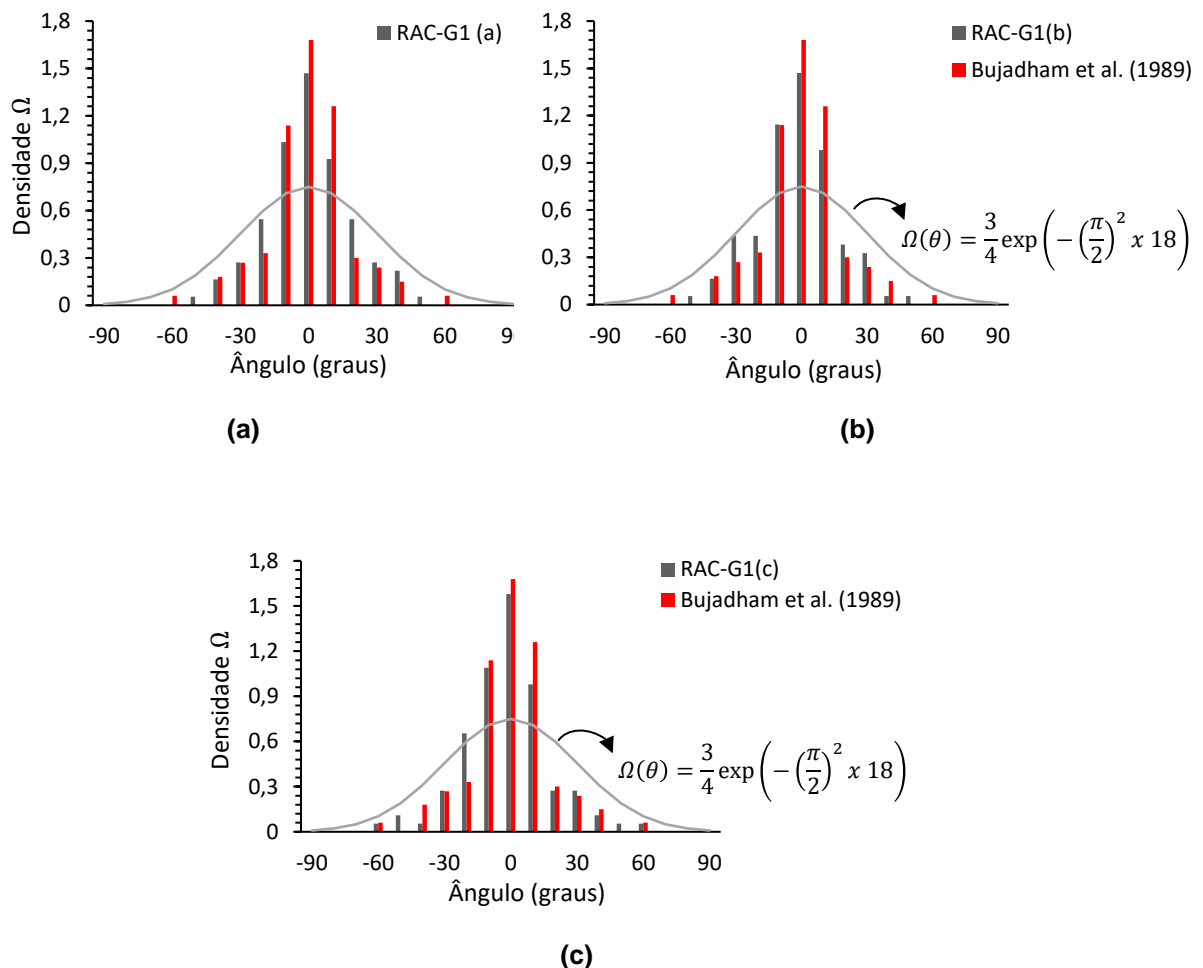 1,8
1,5
1,2
0,9
0,6
0,3
0
Densidade Ω
RAC-G1 (a)
-90 -60 -30 0 30 60 9
Ângulo (graus)
(a)
1,8
1,5
1,2
0,9
0,6
0,3
0
RAC-G1(b)
Bujadham et al. (1989)
Ω(θ) = 3/4 exp(−(π/2)² x 18)
-90 -60 -30 0 30 60 90
Ângulo (graus)
(b)
1,8
1,5
1,2
0,9
0,6
0,3
0
Densidade Ω
RAC-G1(c)
Bujadham et al. (1989)
Ω(θ) = 3/4 exp(−(π/2)² x 18)
-90 -60 -30 0 30 60 90
Ângulo (graus)
(c)